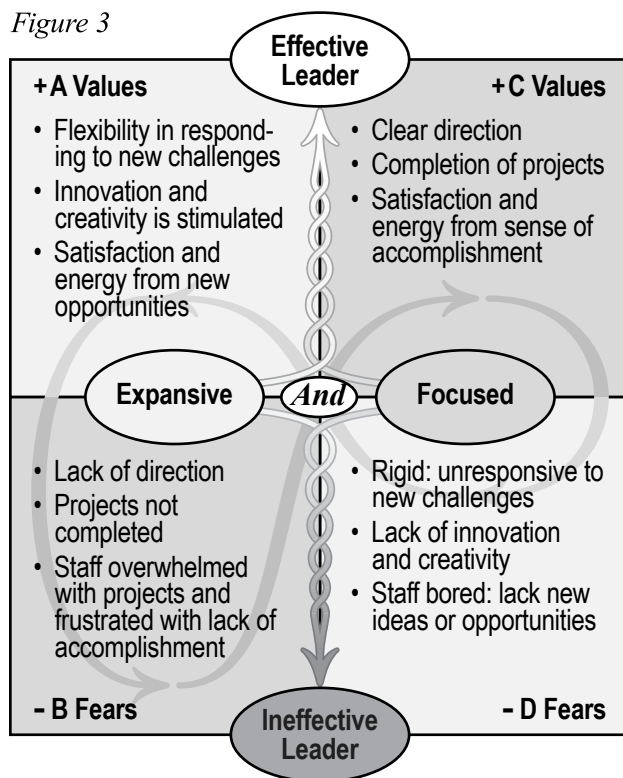 Figure 3
Effective
Leader
+A Values
• Flexibility in respond-
ing to new challenges
• Innovation and
creativity is stimulated
• Satisfaction and
energy from new
opportunities
+C Values
• Clear direction
• Completion of projects
• Satisfaction and
energy from sense of
accomplishment
Expansive
And
Focused
• Lack of direction
• Projects not
completed
• Staff overwhelmed
with projects and
frustrated with lack of
accomplishment
– B Fears
• Rigid: unresponsive to
new challenges
• Lack of innovation
and creativity
• Staff bored: lack new
ideas or opportunities
– D Fears
Ineffective
Leader